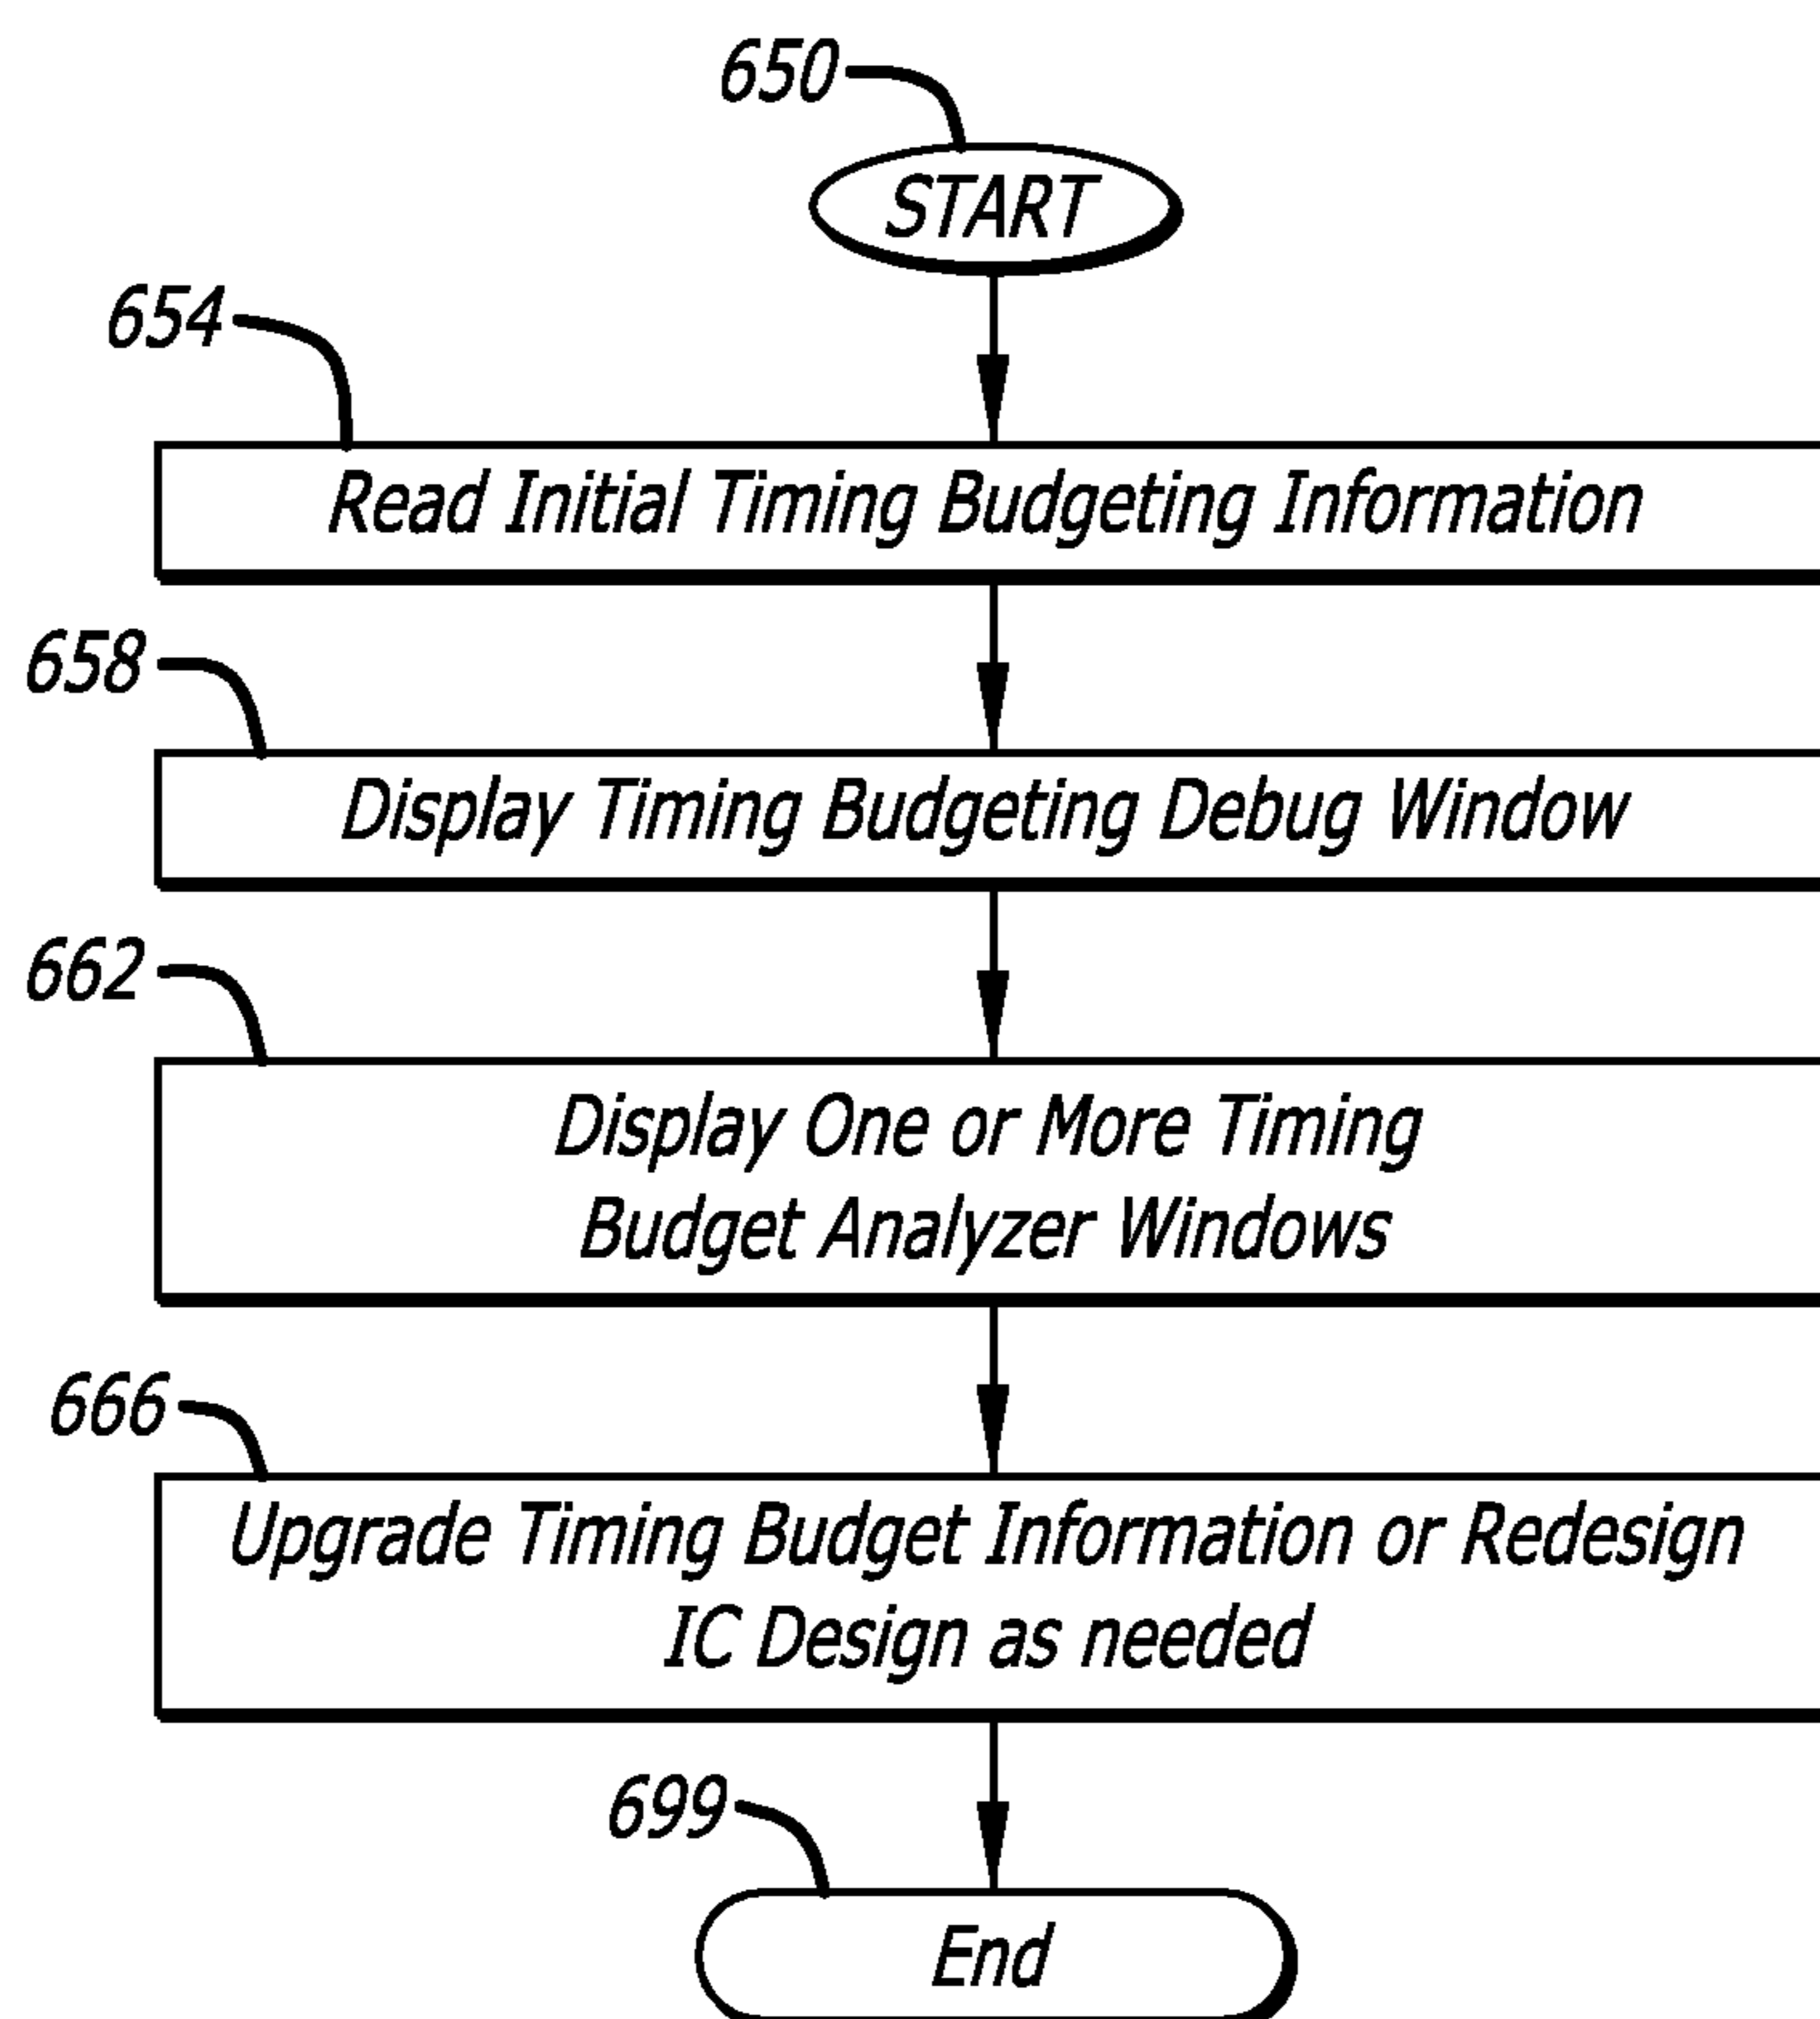 650
START
654
Read Initial Timing Budgeting Information
658
Display Timing Budgeting Debug Window
662
Display One or More Timing
Budget Analyzer Windows
666
Upgrade Timing Budget Information or Redesign
IC Design as needed
699
End